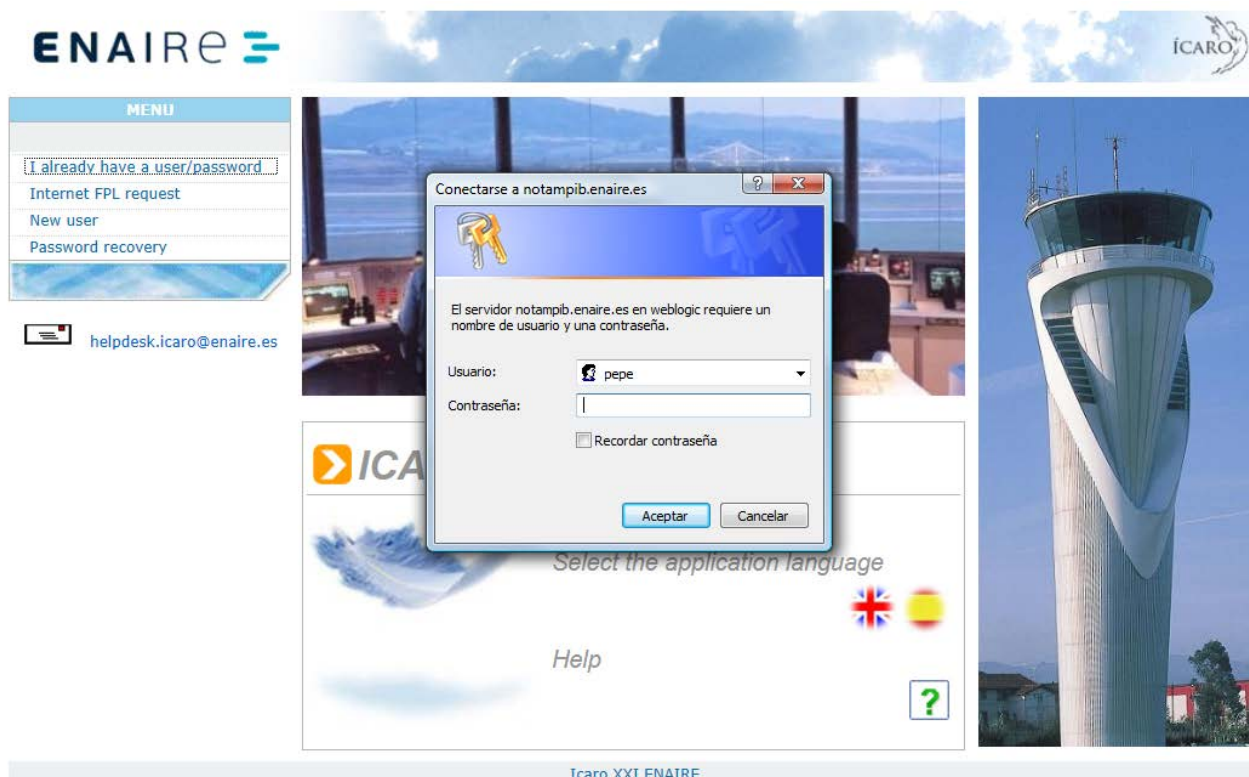 ENAIRe
ÍCARO
MENU
I already have a user/password
Internet FPL request
New user
Password recovery
helpdesk.icaro@enaire.es
Conectarse a notampib.enaire.es
El servidor notampib.enaire.es en weblogic requiere un
nombre de usuario y una contraseña.
Usuario:
pepe
Contraseña:
Recordar contraseña
Aceptar
Cancelar
ICA
Select the application language
Help
?
Icaro XXI ENAIRE